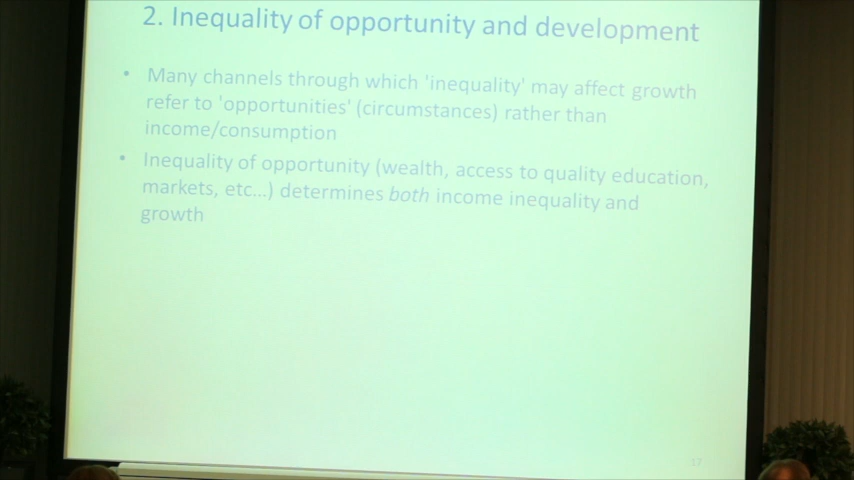 2. Inequality of opportunity and development
• Many channels through which 'inequality' may affect growth
refer to 'opportunities' (circumstances) rather than
income/consumption
• Inequality of opportunity (wealth, access to quality education,
markets, etc...) determines both income inequality and
growth
17